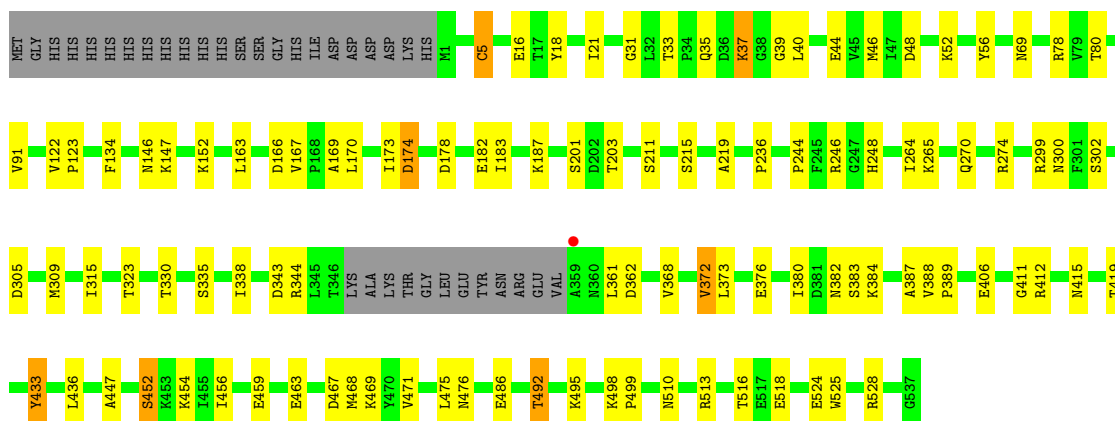 MET GLY HIS HIS HIS HIS HIS HIS HIS HIS HIS HIS SER SER GLY HIS ILE ASP ASP ASP ASP LYS HIS M1 C5 E16 T17 Y18 I21 G31 L32 T33 P34 Q35 D36 K37 G38 G39 L40 E44 V45 M46 I47 D48 K52 Y56 N69 R78 V79 T80
V91 V122 P123 F134 N146 K147 K152 L163 D166 V167 P168 A169 L170 I173 D174 D178 E182 I183 K187 S201 D202 T203 S211 S215 A219 P236 P244 F245 R246 G247 H248 I264 K265 Q270 R274 R299 N300 F301 S302
D305 M309 I315 T323 T330 S335 I338 D343 R344 L345 T346 LYS ALA LYS THR GLY LEU GLU TYR ASN ARG GLU VAL A359 N360 L361 D362 V368 V372 L373 E376 I380 D381 N382 S383 K384 A387 V388 P389 E406 G411 R412 N415 T419
Y433 L436 A447 S452 K453 K454 I455 I456 E459 E463 D467 M468 K469 Y470 V471 L475 N476 E486 T492 K495 K498 P499 N510 R513 T516 E517 E518 E524 W525 R528 G537